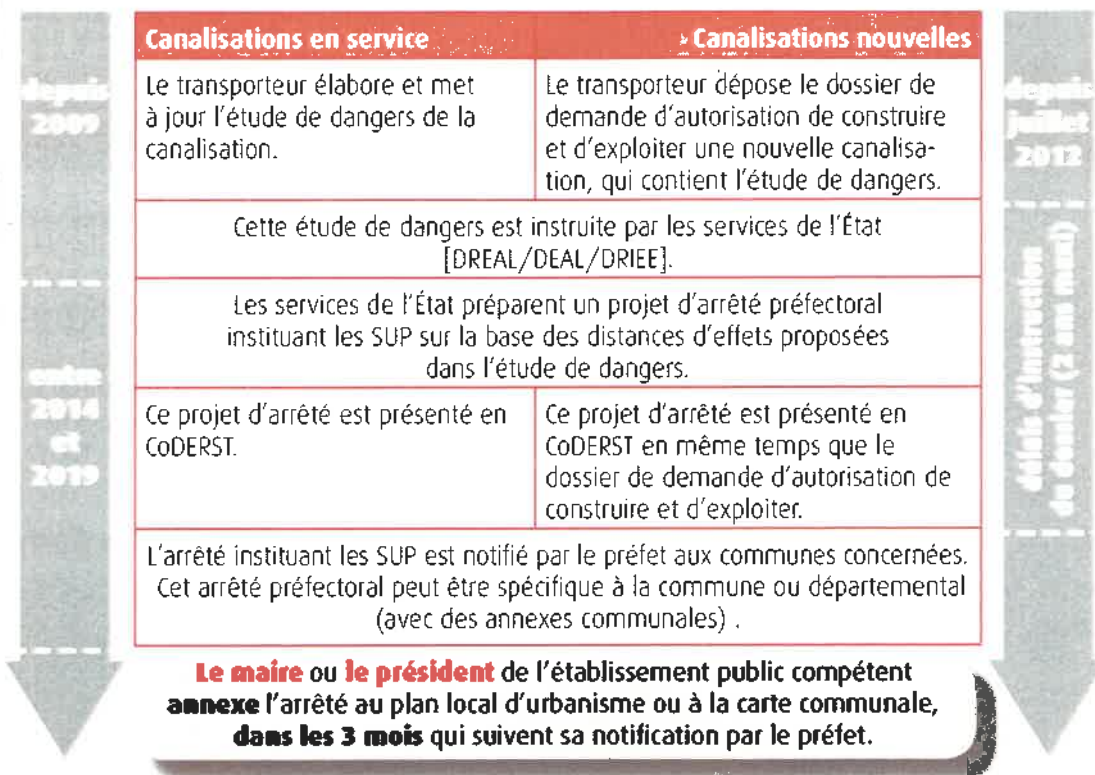 depuis
2009
entre
2014
et
2019
Canalisations en service
Canalisations nouvelles
Le transporteur élabore et met
à jour l'étude de dangers de la
canalisation.
Le transporteur dépose le dossier de
demande d'autorisation de construire
et d'exploiter une nouvelle canalisa-
tion, qui contient l'étude de dangers.
Cette étude de dangers est instruite par les services de l'État
[DREAL/DEAL/DRIEE].
Les services de l'État préparent un projet d'arrêté préfectoral
instituant les SUP sur la base des distances d'effets proposées
dans l'étude de dangers.
Ce projet d'arrêté est présenté en
CoDERST.
Ce projet d'arrêté est présenté en
CoDERST en même temps que le
dossier de demande d'autorisation de
construire et d'exploiter.
L'arrêté instituant les SUP est notifié par le préfet aux communes concernées.
Cet arrêté préfectoral peut être spécifique à la commune ou départemental
(avec des annexes communales) .
Le maire ou le président de l'établissement public compétent
annexe l'arrêté au plan local d'urbanisme ou à la carte communale,
dans les 3 mois qui suivent sa notification par le préfet.
depuis
juillet
2012
délais d'instruction
du dossier (2 ans maxi)